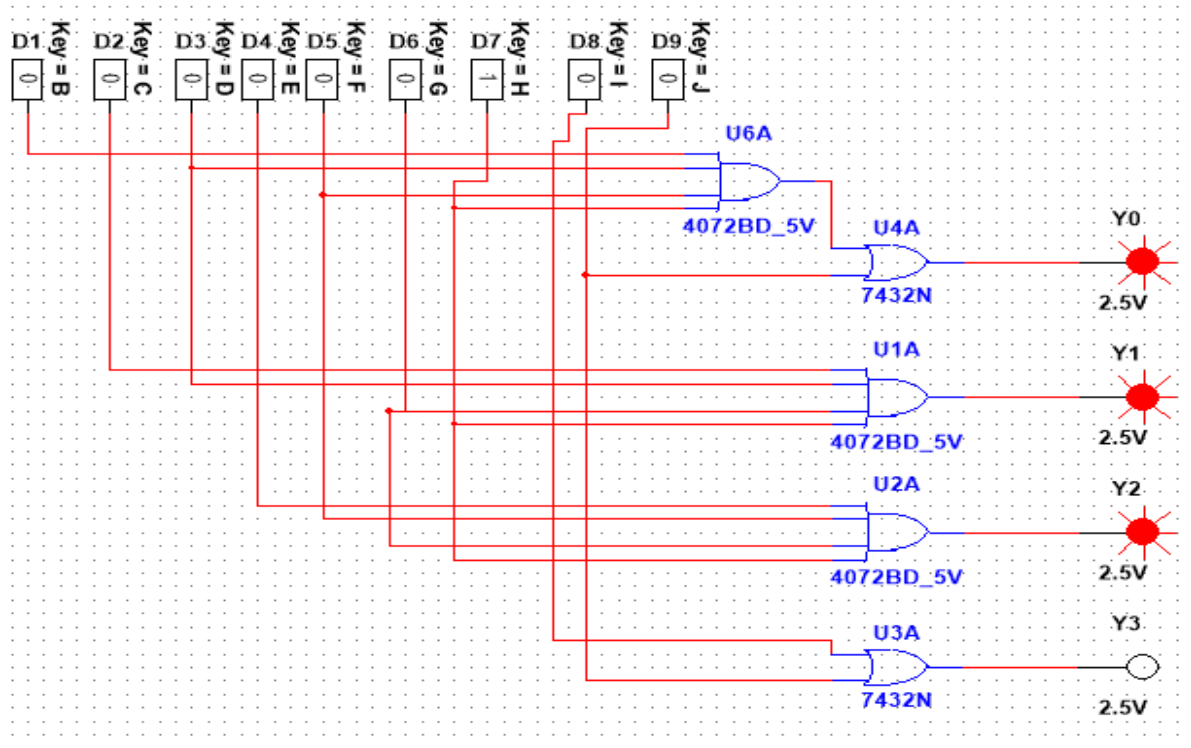 D1 Key = B
D2 Key = C
D3 Key = D
D4 Key = E
D5 Key = F
D6 Key = G
D7 Key = H
D8 Key = I
D9 Key = J
0
0
0
0
0
0
1
0
0
U6A
4072BD_5V
U4A
7432N
Y0
2.5V
U1A
4072BD_5V
Y1
2.5V
U2A
4072BD_5V
Y2
2.5V
U3A
7432N
Y3
2.5V